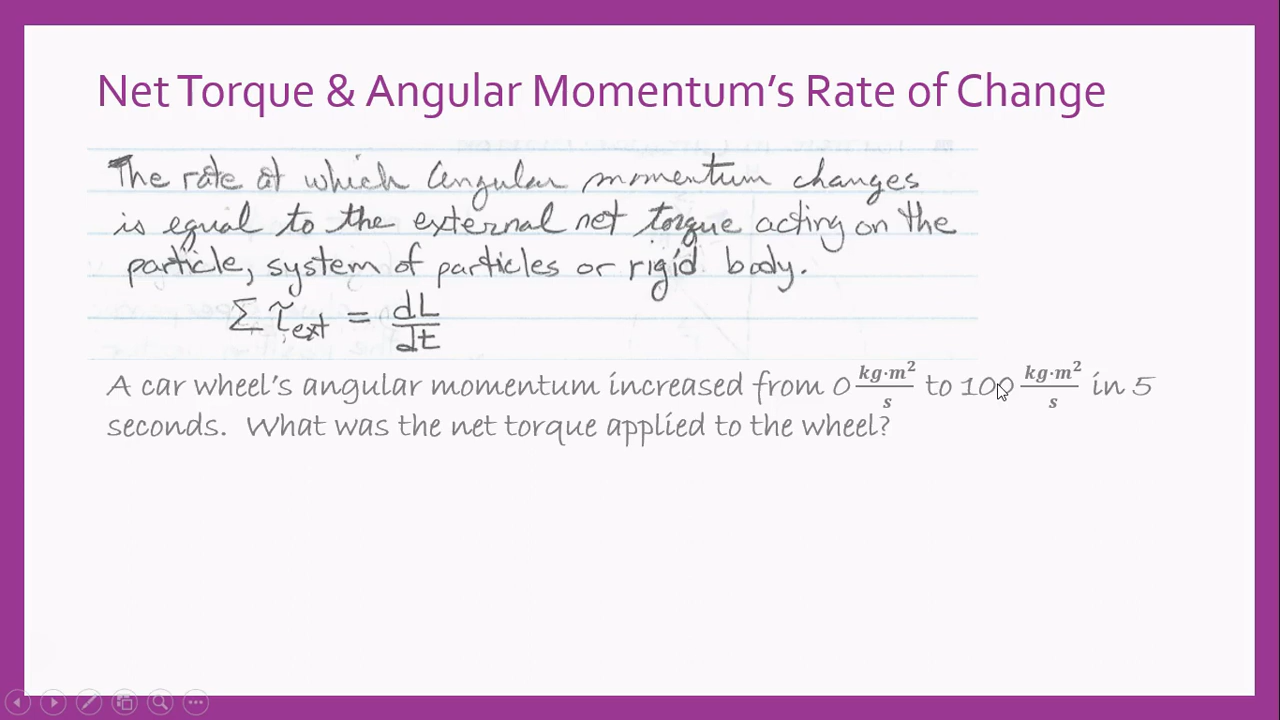 Net Torque & Angular Momentum's Rate of Change
The rate at which angular momentum changes
is equal to the external net torque acting on the
particle, system of particles or rigid body.
Σ τ_ext = dL/dt
A car wheel's angular momentum increased from 0 kg·m²/s to 100 kg·m²/s in 5
seconds. What was the net torque applied to the wheel?